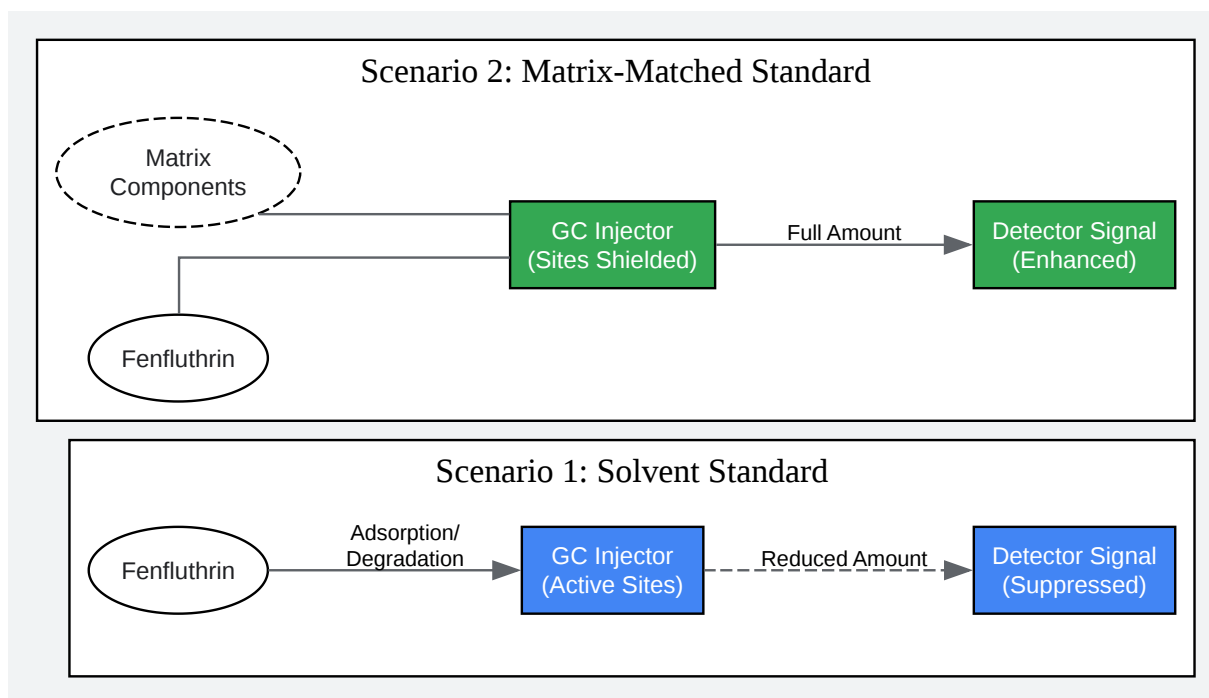 Scenario 2: Matrix-Matched Standard
Matrix
Components
GC Injector
(Sites Shielded)
Full Amount
Detector Signal
(Enhanced)
Fenfluthrin
Scenario 1: Solvent Standard
Fenfluthrin
Adsorption/
Degradation
GC Injector
(Active Sites)
Reduced Amount
Detector Signal
(Suppressed)